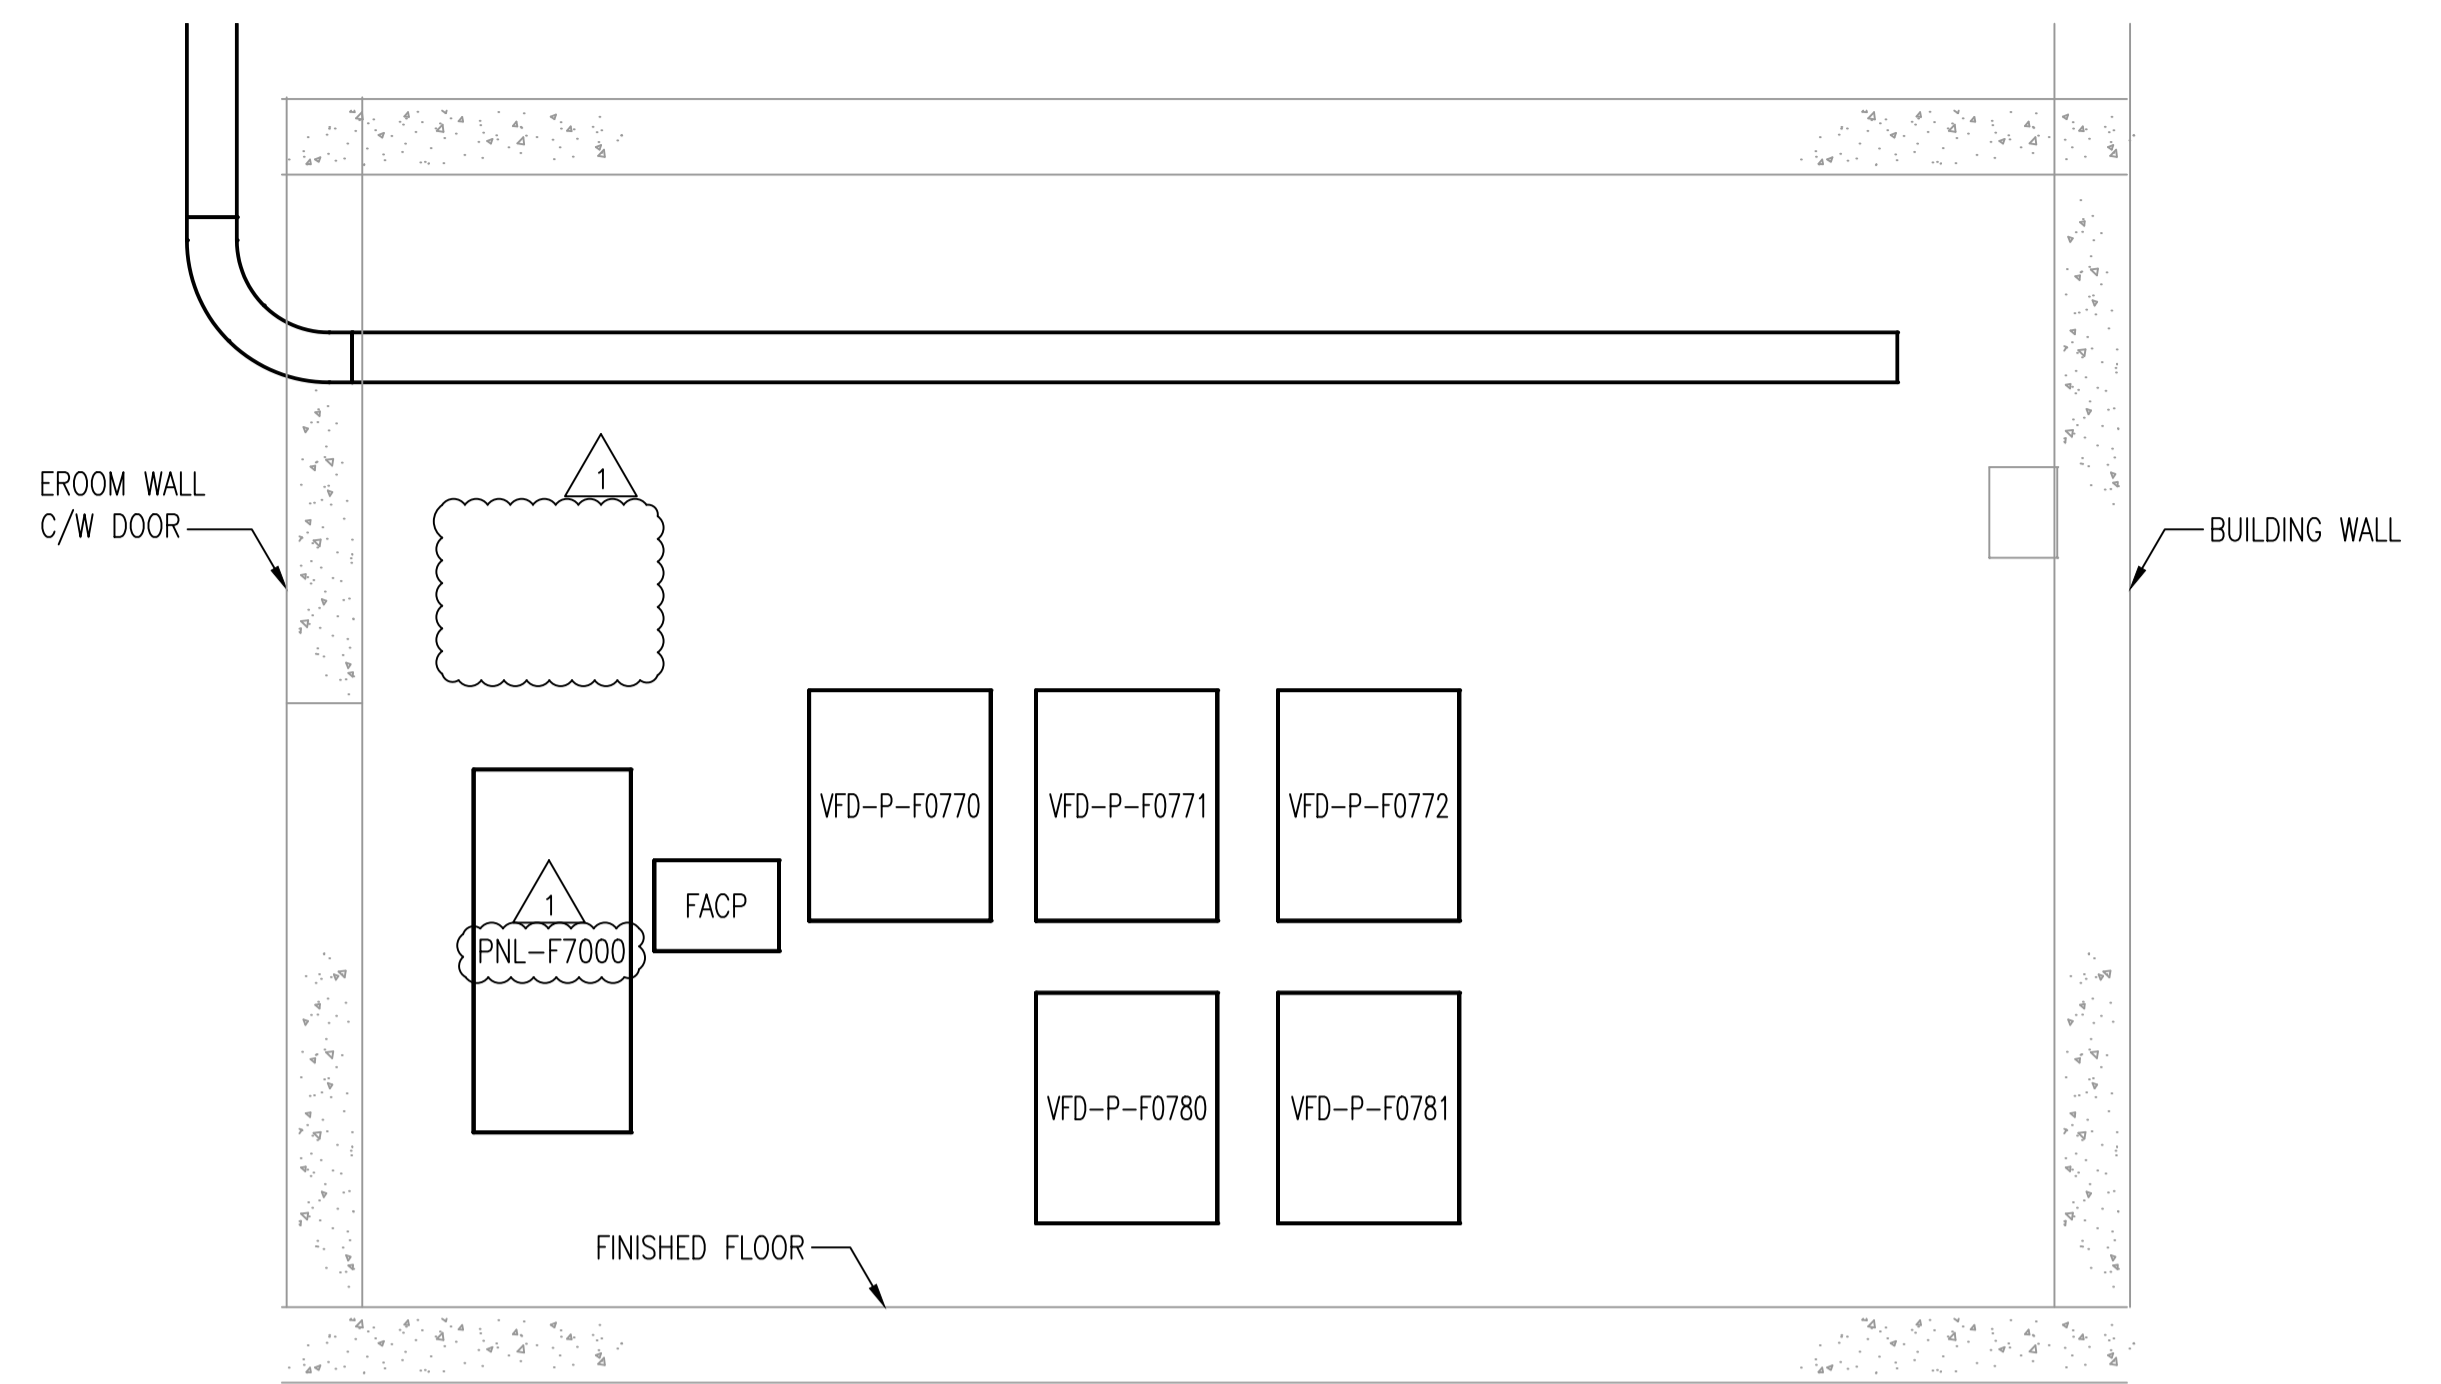 1
EROOM WALL
C/W DOOR
BUILDING WALL
VFD-P-F0770
VFD-P-F0771
VFD-P-F0772
1
FACP
PNL-F7000
VFD-P-F0780
VFD-P-F0781
FINISHED FLOOR